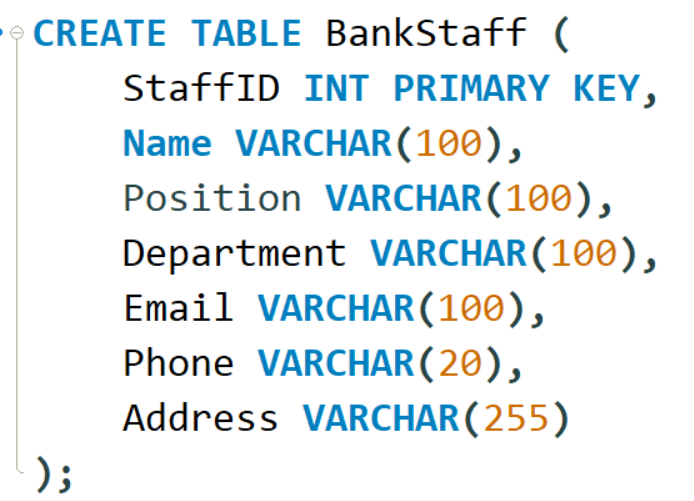 CREATE TABLE BankStaff (
StaffID INT PRIMARY KEY,
Name VARCHAR(100),
Position VARCHAR(100),
Department VARCHAR(100),
Email VARCHAR(100),
Phone VARCHAR(20),
Address VARCHAR(255)
);